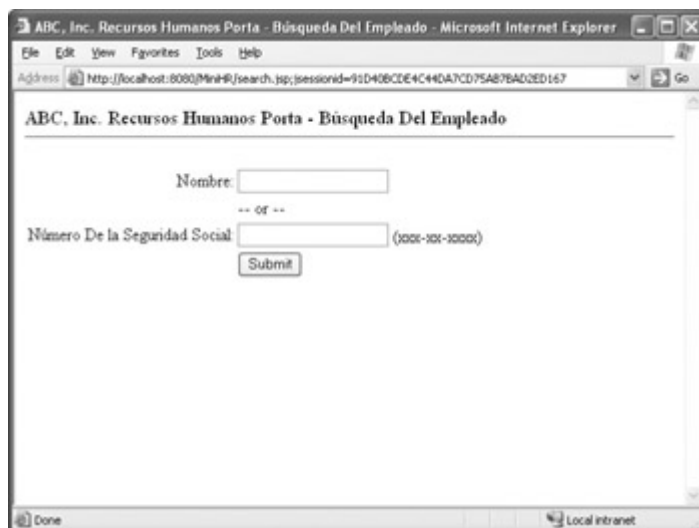 ABC, Inc. Recursos Humanos Porta - Búsqueda Del Empleado - Microsoft Internet Explorer
File Edit View Favorites Tools Help
Address http://localhost:8080/MiniHR/search.jsp;jsessionid=91D40BCDE4C44DA7CD75AB7BAD2ED167 Go
ABC, Inc. Recursos Humanos Porta - Búsqueda Del Empleado
Nombre:
-- or --
Número De la Seguridad Social: (xxx-xx-xxxx)
Submit
Done Local intranet